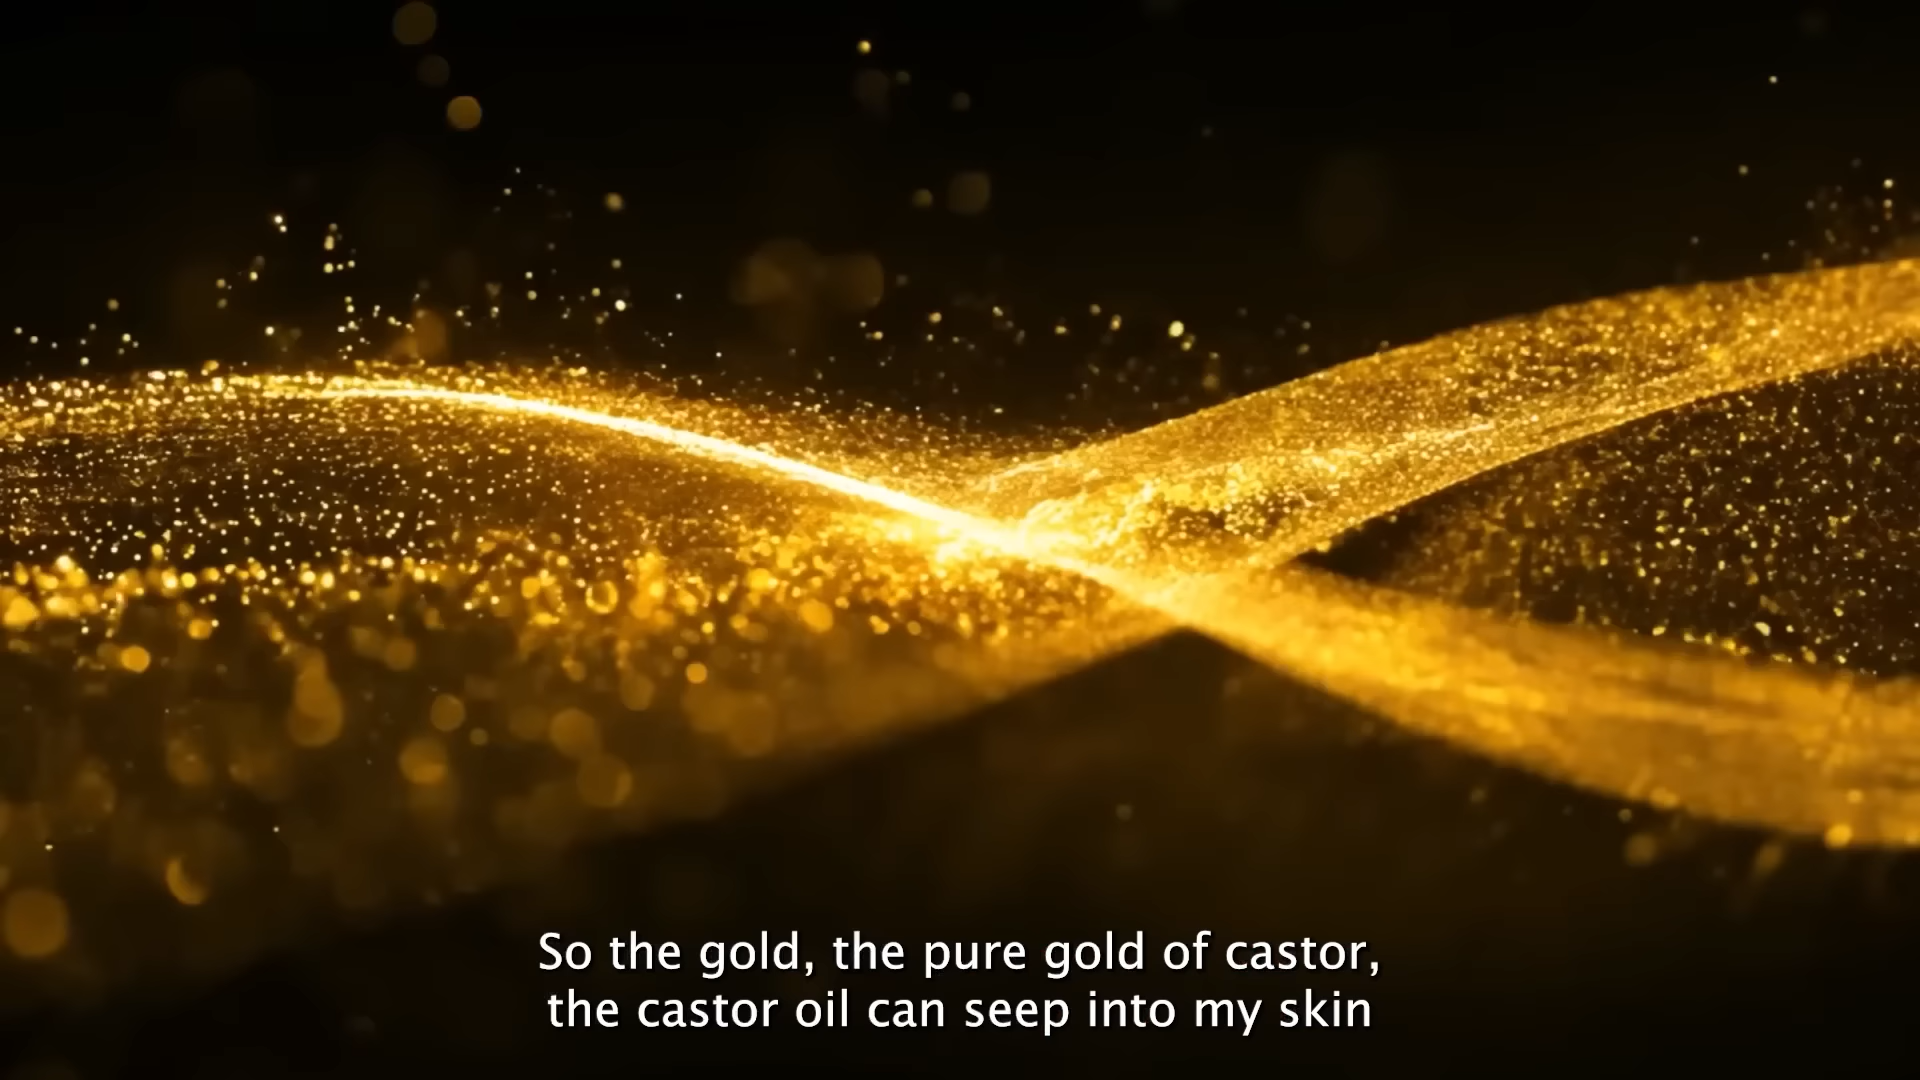 So the gold, the pure gold of castor,
the castor oil can seep into my skin